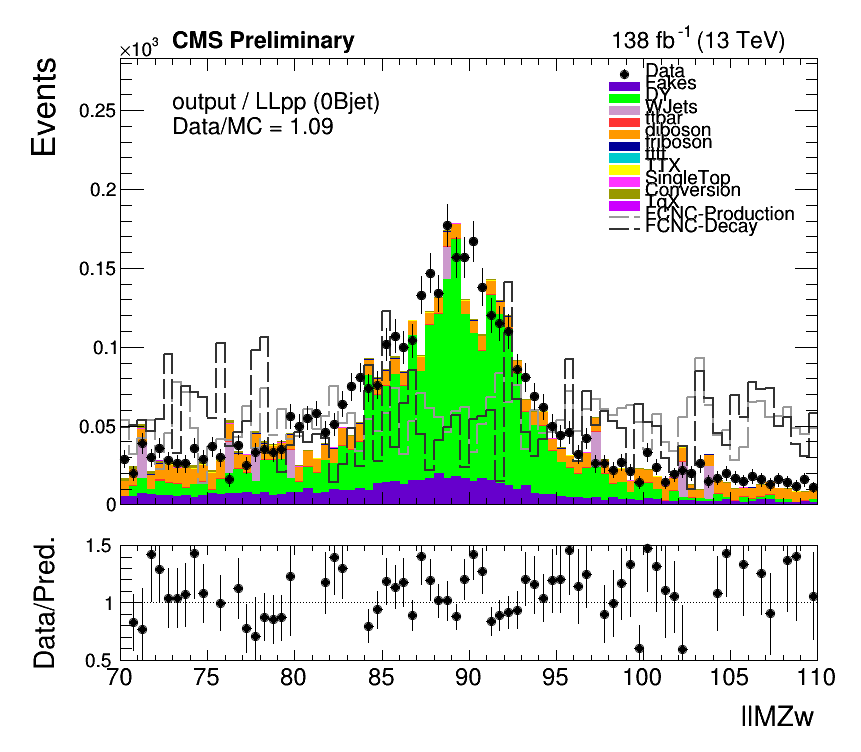 ×10³ CMS Preliminary 138 fb⁻¹ (13 TeV)
Events
output / LLpp (0Bjet)
Data/MC = 1.09
Data
Fakes
DY
WJets
ttbar
diboson
triboson
tttt
TTX
SingleTop
Conversion
TqX
FCNC-Production
FCNC-Decay
0.25
0.2
0.15
0.1
0.05
0
Data/Pred.
1.5
1
0.5
70 75 80 85 90 95 100 105 110
llMZw